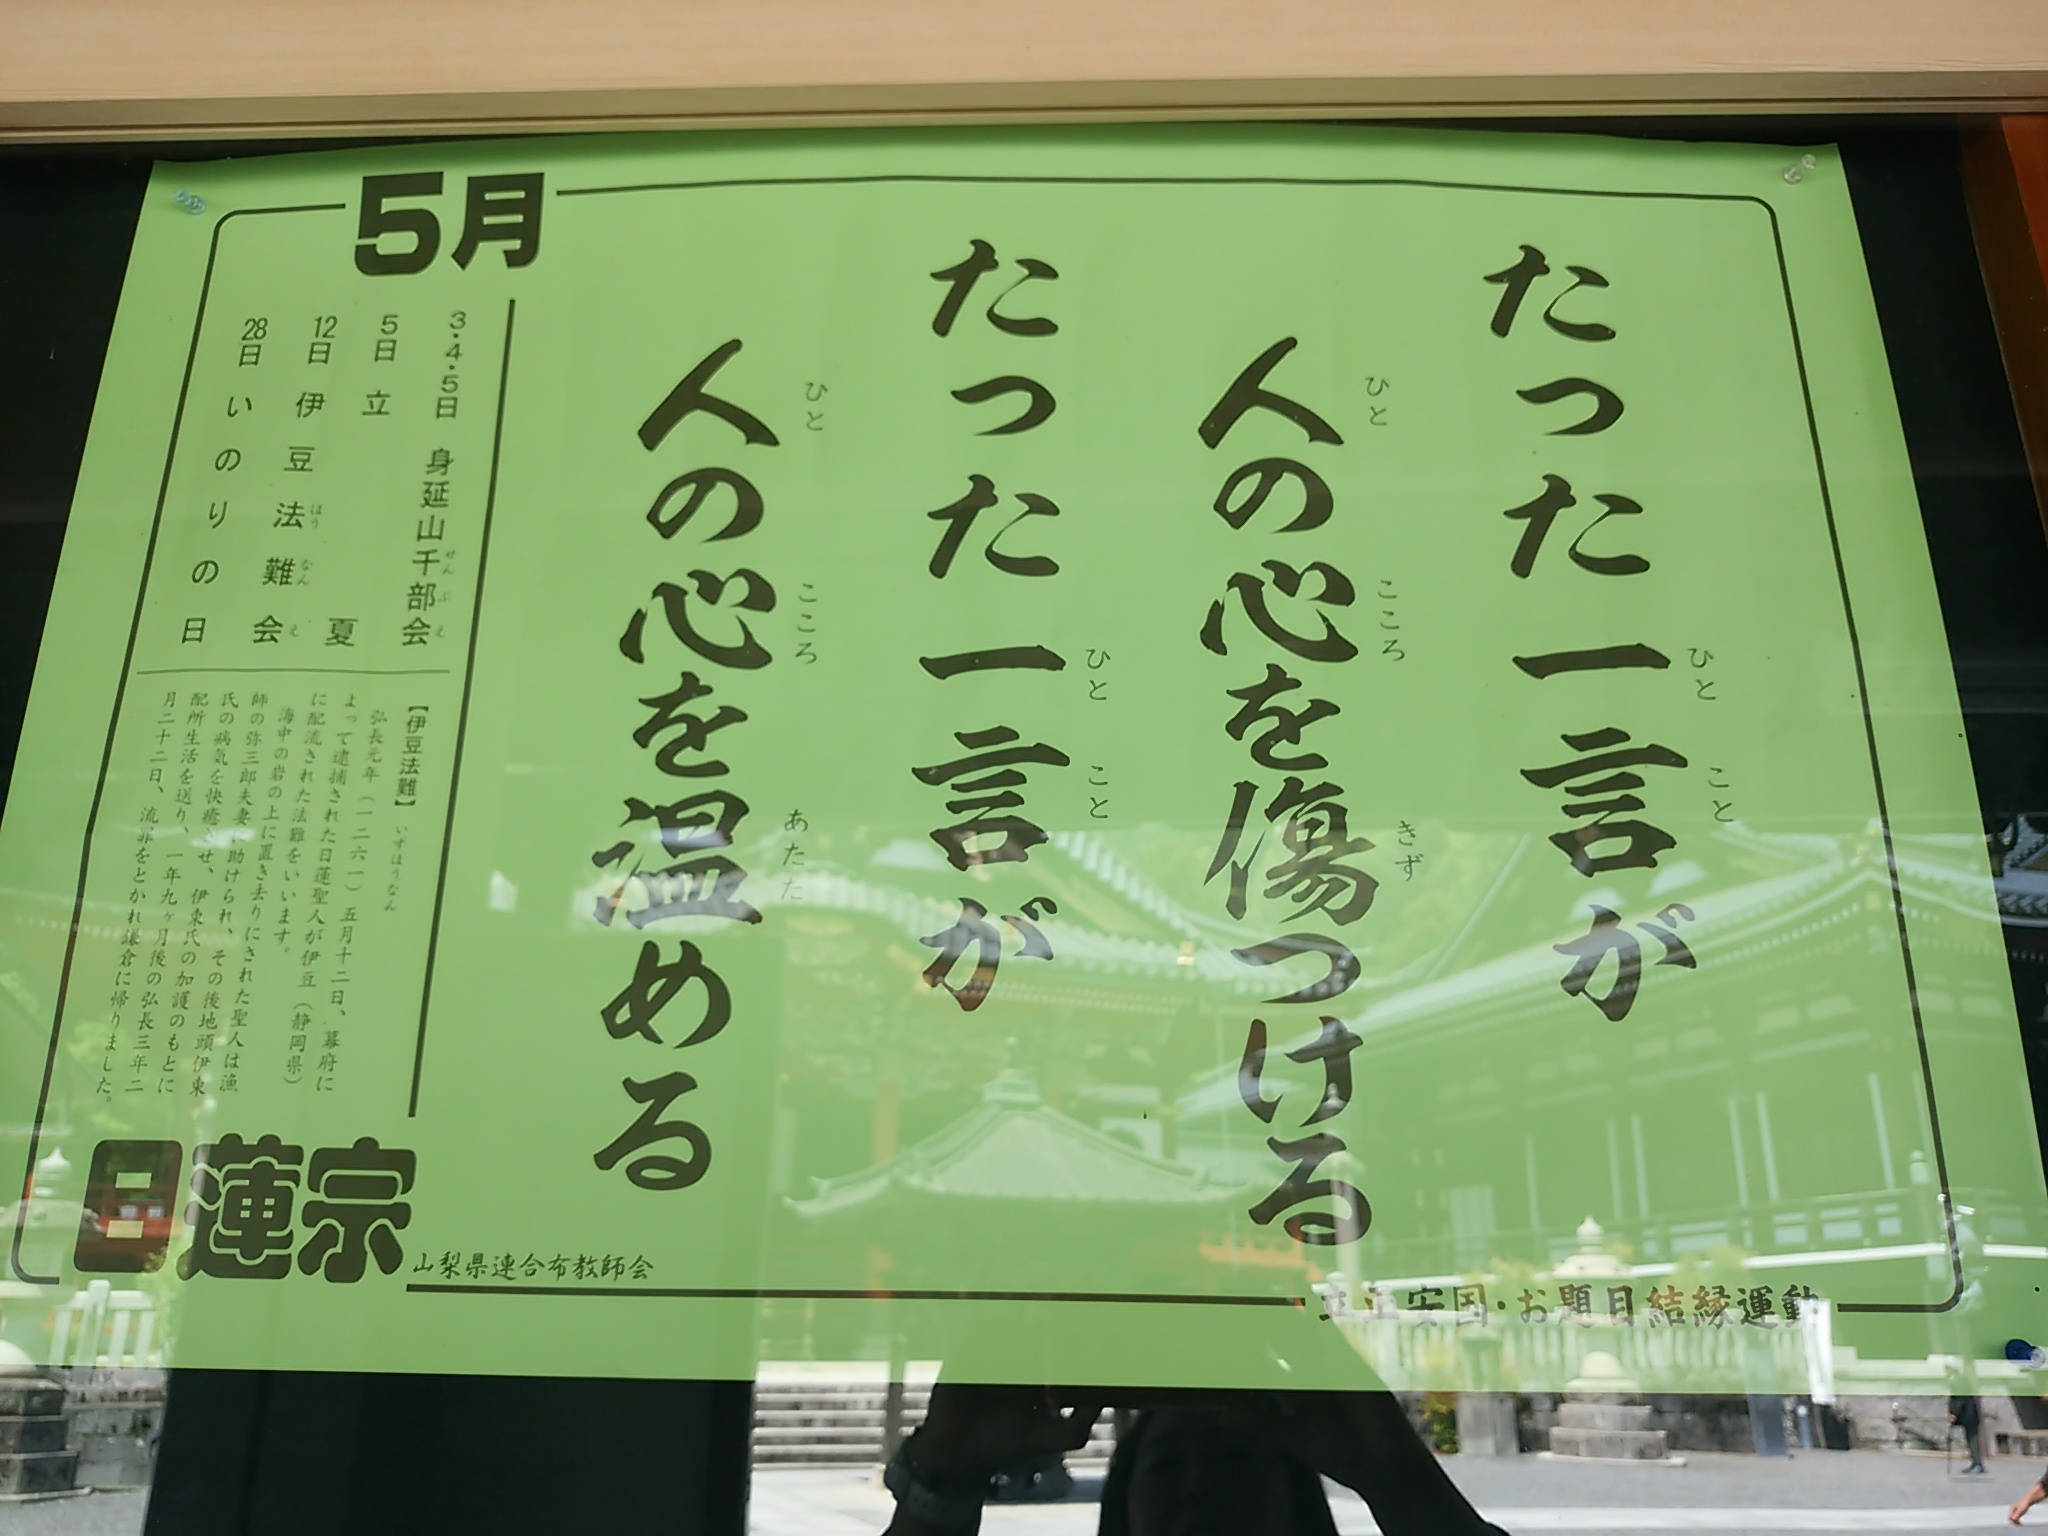 たった一言が
人の心を傷つける
たった一言が
人の心を温める
5月
3・4・5日 身延山千部会
5日 立夏
12日 伊豆法難会
28日 いのりの日
【伊豆法難】 いずほうなん
弘長元年（一二六一）五月十二日、幕府に
よって逮捕された日蓮聖人が伊豆（静岡県）
に配流された法難をいいます。
海中の岩の上に置き去りにされた聖人は漁
師の弥三郎夫妻に助けられ、その後地頭伊東
氏の病気を快癒させ、伊東氏の加護のもとに
配所生活を送り、一年九ヶ月後の弘長三年二
月二十二日、流罪をとかれ鎌倉に帰りました。
日蓮宗
山梨県連合布教師会
立正安国・お題目結縁運動